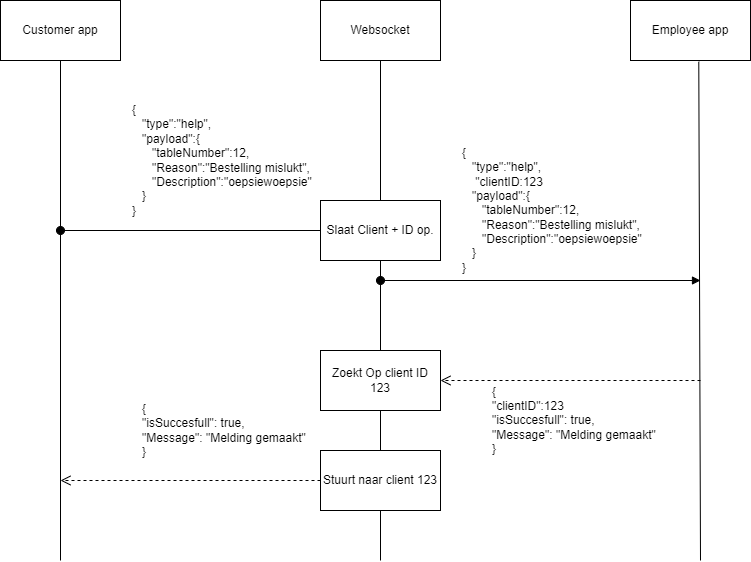 Customer app
Websocket
Employee app
{
"type":"help",
"payload":{
"tableNumber":12,
"Reason":"Bestelling mislukt",
"Description":"oepsiewoepsie"
}
}
{
"type":"help",
"clientID:123
"payload":{
"tableNumber":12,
"Reason":"Bestelling mislukt",
"Description":"oepsiewoepsie"
}
}
Slaat Client + ID op.
Zoekt Op client ID
123
{
"clientID":123
"isSuccesfull": true,
"Message": "Melding gemaakt"
}
{
"isSuccesfull": true,
"Message": "Melding gemaakt"
}
Stuurt naar client 123